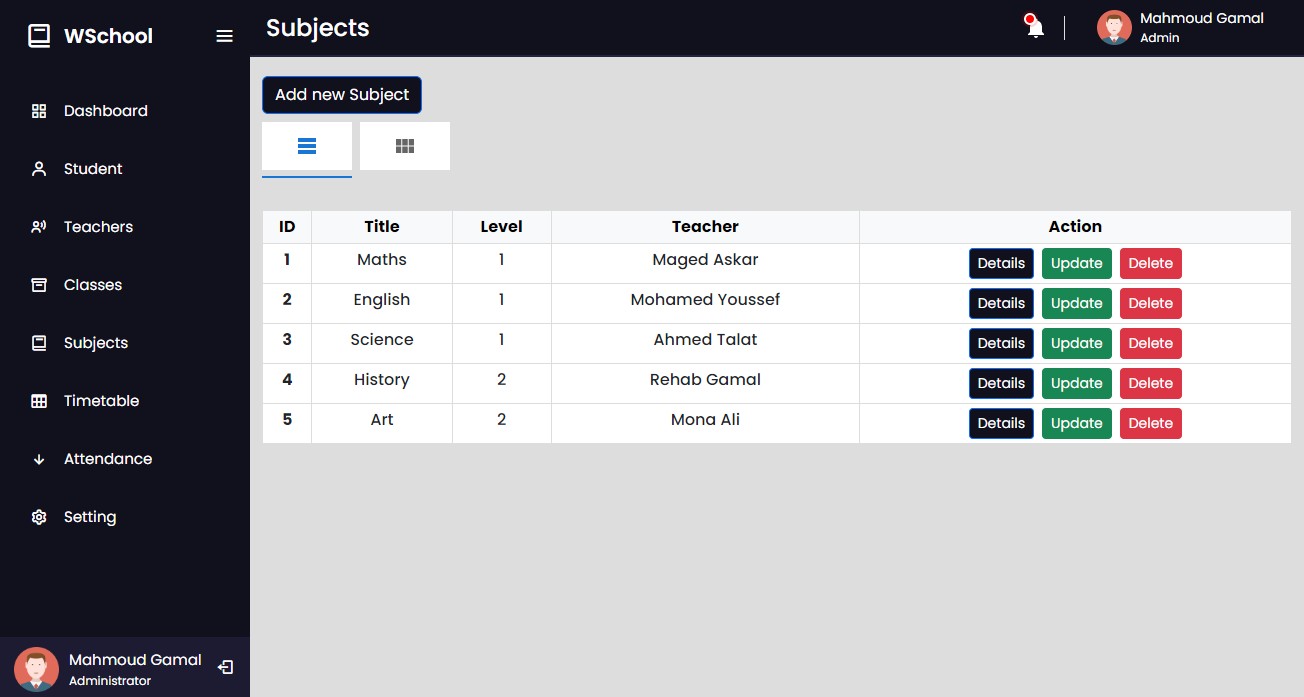 WSchool
Dashboard
Student
Teachers
Classes
Subjects
Timetable
Attendance
Setting
Mahmoud Gamal
Administrator
Subjects
Mahmoud Gamal
Admin
Add new Subject
ID Title Level Teacher Action
1 Maths 1 Maged Askar Details Update Delete
2 English 1 Mohamed Youssef Details Update Delete
3 Science 1 Ahmed Talat Details Update Delete
4 History 2 Rehab Gamal Details Update Delete
5 Art 2 Mona Ali Details Update Delete